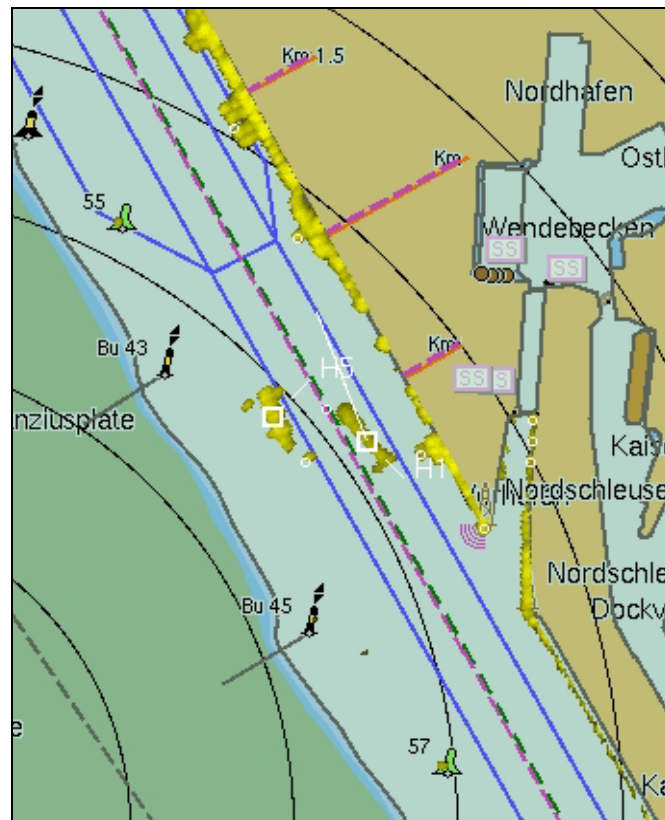 Km 1.5
Nordhafen
Ostl
Km
55
Wendebecken
SS
SS
Bu 43
Km
SS
S
H5
nziusplate
Kais
H1
Nordschleuse
Nordschle
Bu 45
Dockv
e
57
Ka